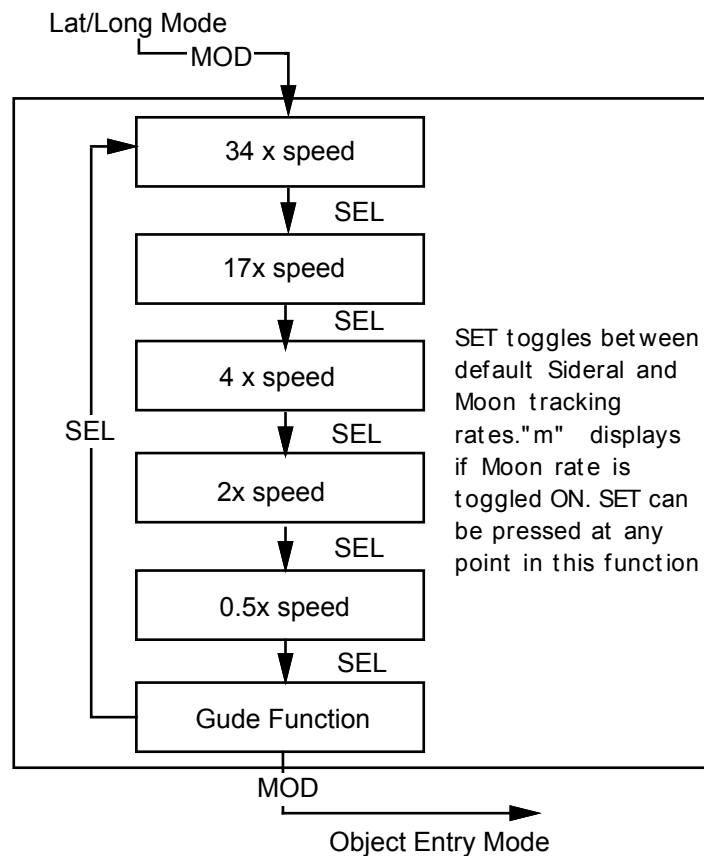 Lat/Long Mode
MOD
34 x speed
SEL
17x speed
SEL
4 x speed
SEL
SEL
2x speed
SEL
0.5x speed
SEL
Gude Function
SET toggles between
default Sideral and
Moon tracking
rates."m" displays
if Moon rate is
toggled ON. SET can
be pressed at any
point in this function
MOD
Object Entry Mode